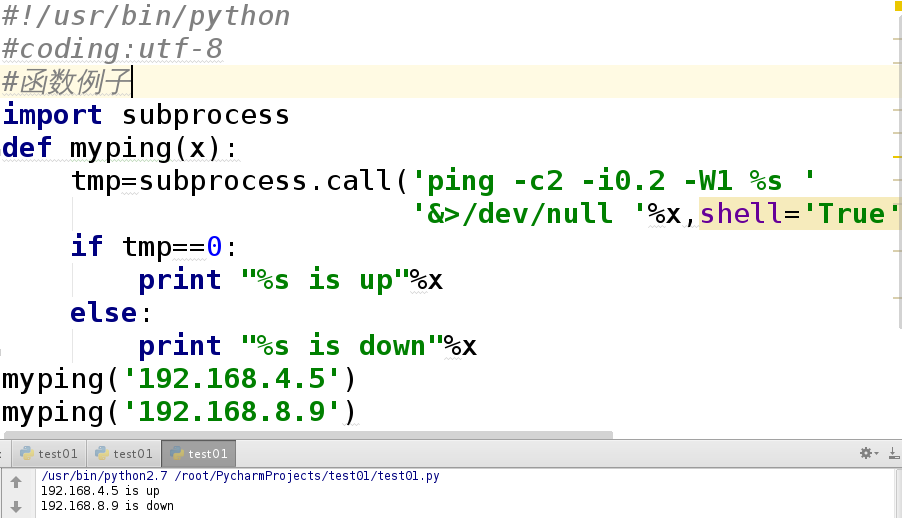 #!/usr/bin/python
#coding:utf-8
#函数例子
import subprocess
def myping(x):
    tmp=subprocess.call('ping -c2 -i0.2 -W1 %s '
                        '&>/dev/null '%x,shell='True'
    if tmp==0:
        print "%s is up"%x
    else:
        print "%s is down"%x
myping('192.168.4.5')
myping('192.168.8.9')
test01 test01 test01
/usr/bin/python2.7 /root/PycharmProjects/test01/test01.py
192.168.4.5 is up
192.168.8.9 is down